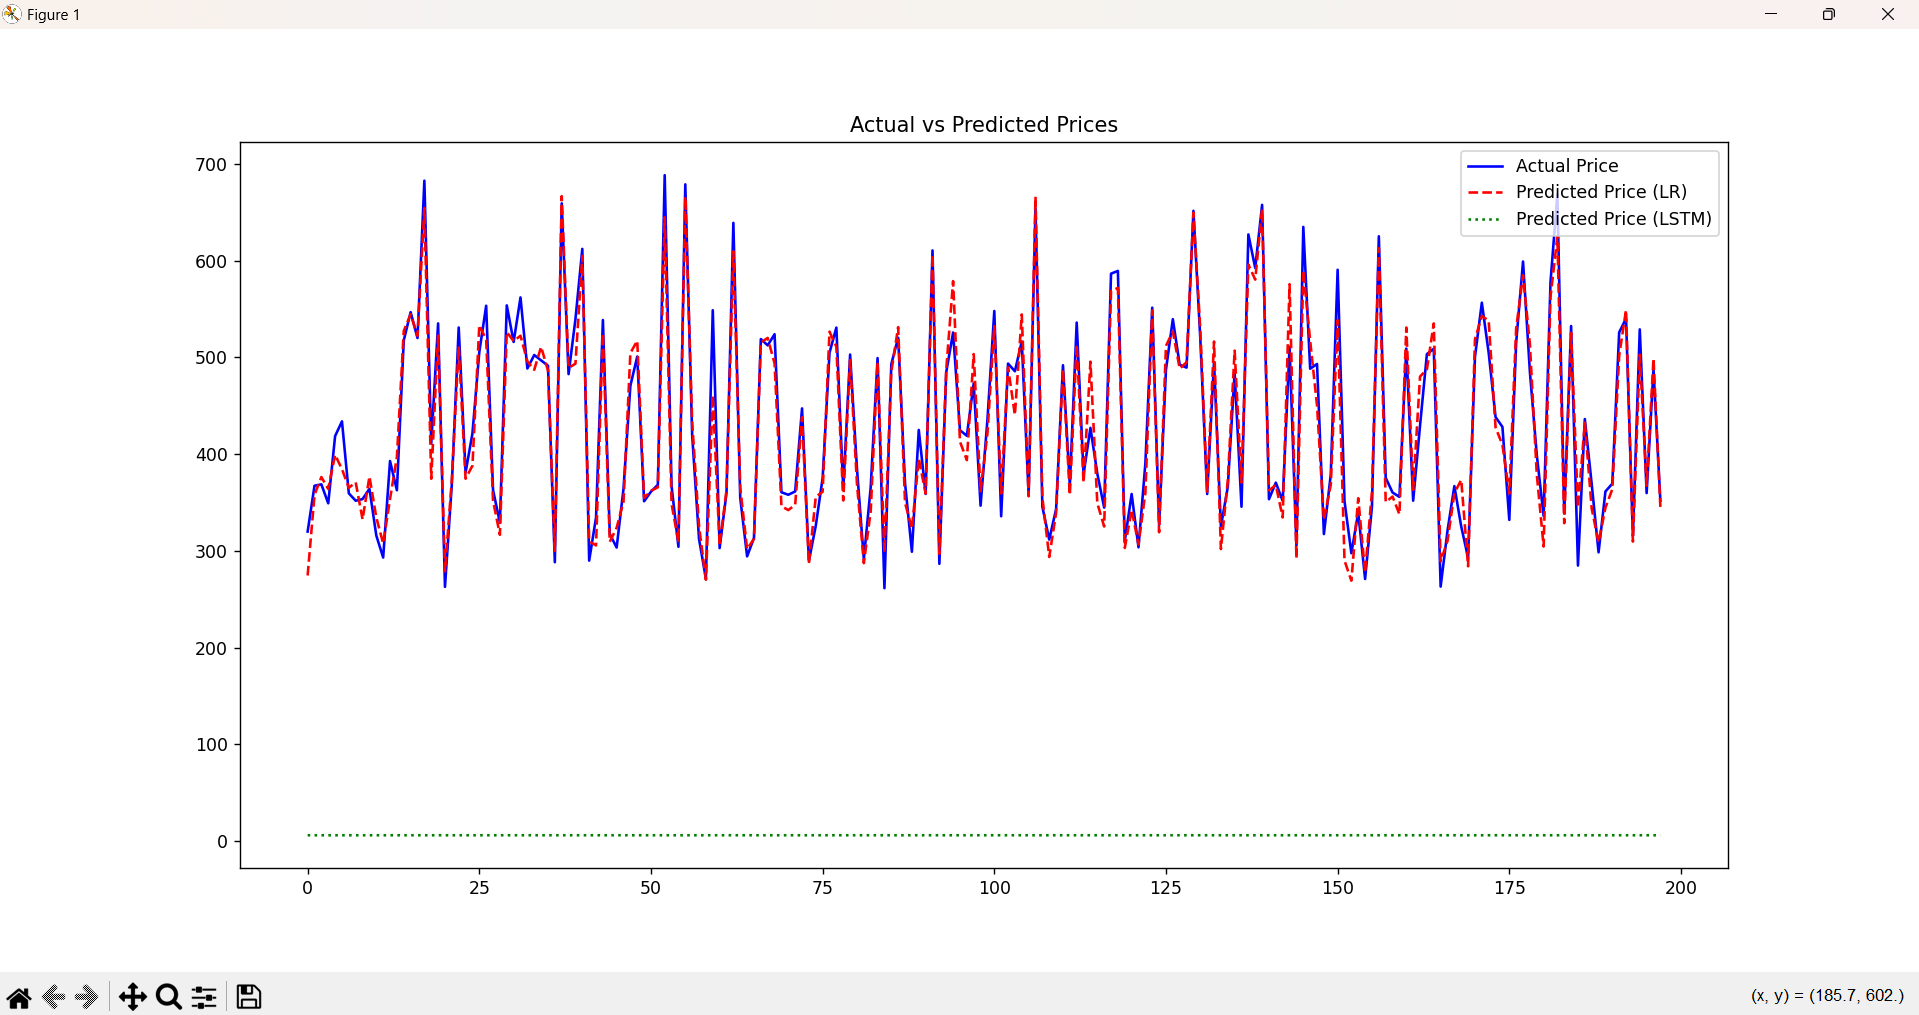 Figure 1
Actual vs Predicted Prices
700
600
500
400
300
200
100
0
0 25 50 75 100 125 150 175 200
Actual Price
Predicted Price (LR)
Predicted Price (LSTM)
(x, y) = (185.7, 602.)